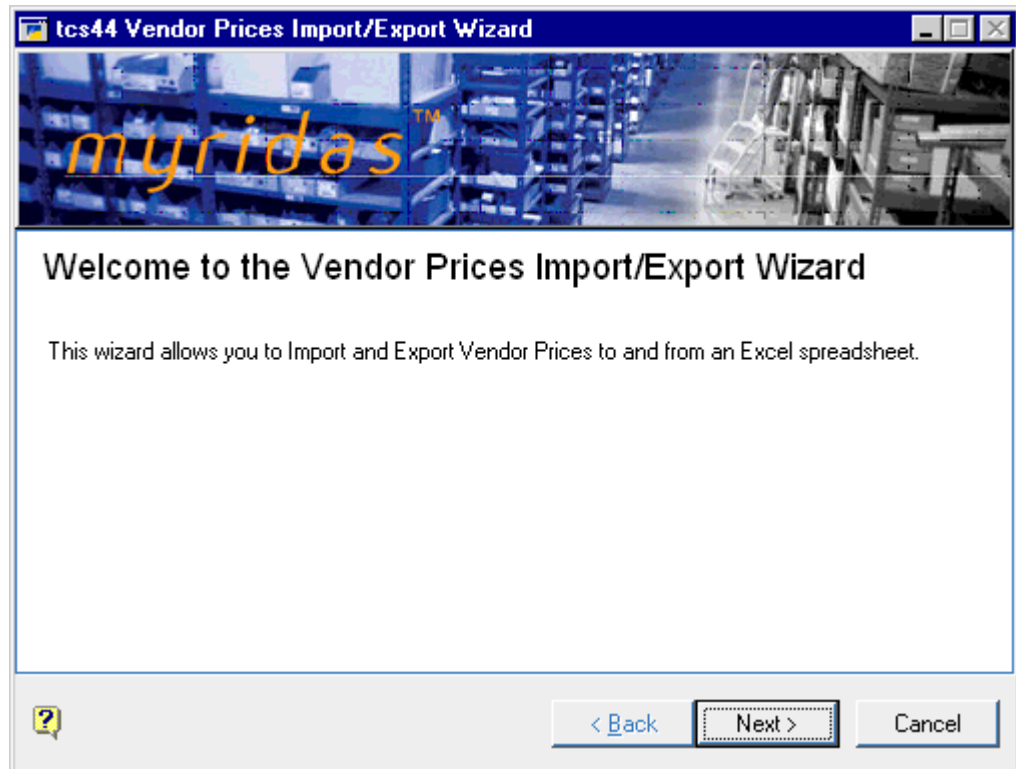 tcs44 Vendor Prices Import/Export Wizard
myridas™
Welcome to the Vendor Prices Import/Export Wizard
This wizard allows you to Import and Export Vendor Prices to and from an Excel spreadsheet.
? < Back Next > Cancel